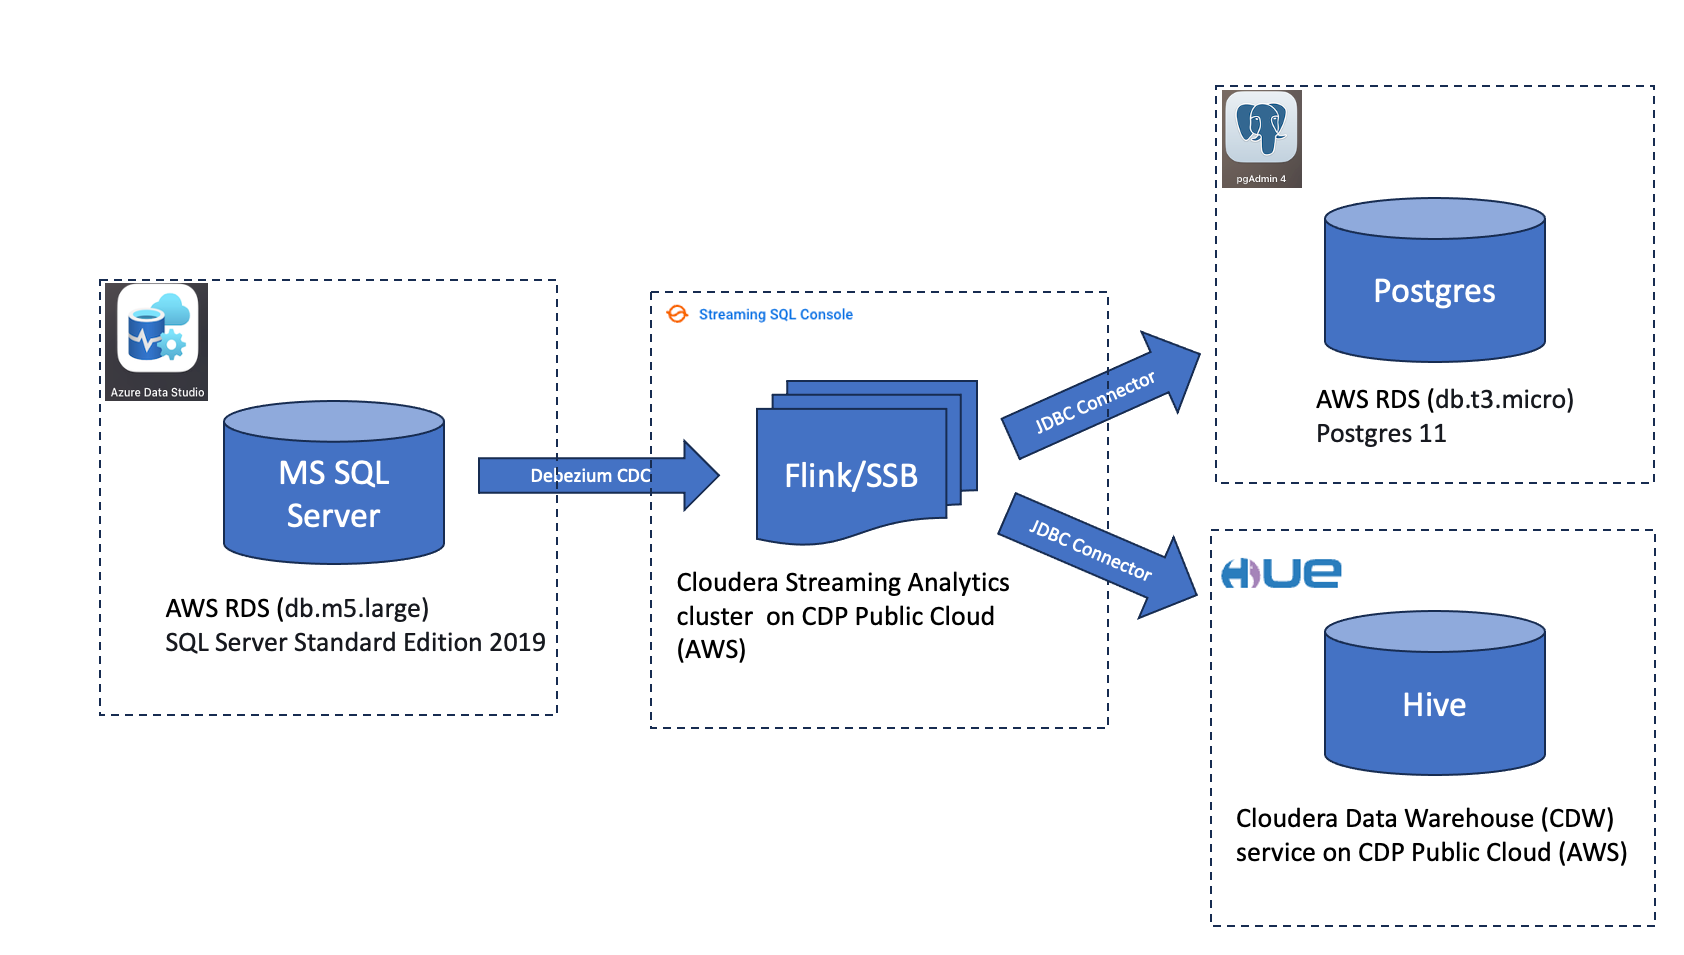 Azure Data Studio
MS SQL
Server
AWS RDS (db.m5.large)
SQL Server Standard Edition 2019
Debezium CDC
Streaming SQL Console
Flink/SSB
Cloudera Streaming Analytics
cluster  on CDP Public Cloud
(AWS)
JDBC Connector
JDBC Connector
pgAdmin 4
Postgres
AWS RDS (db.t3.micro)
Postgres 11
HUE
Hive
Cloudera Data Warehouse (CDW)
service on CDP Public Cloud (AWS)